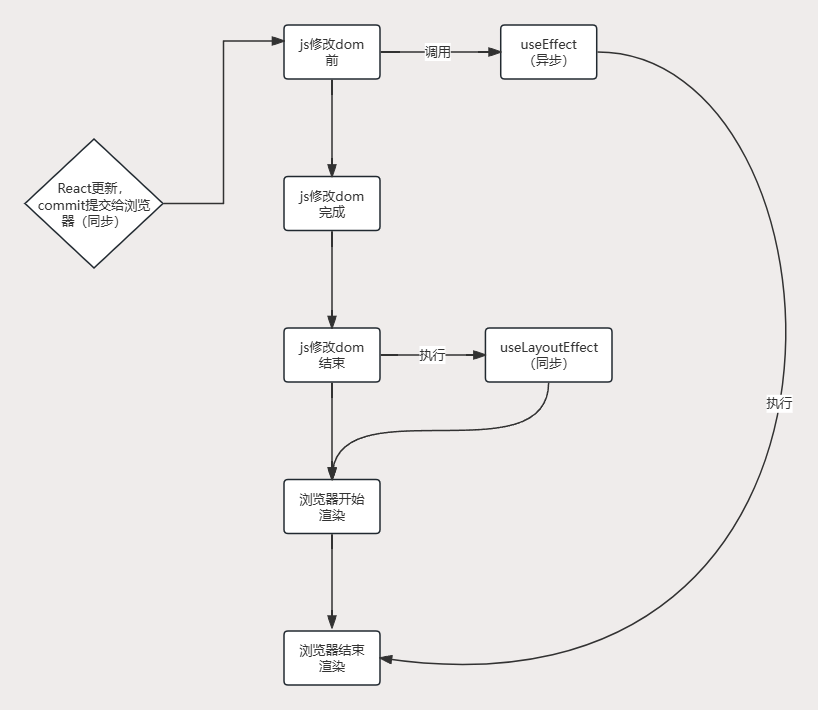 js修改dom
前
调用
useEffect
（异步）
React更新，
commit提交给浏览
器（同步）
js修改dom
完成
js修改dom
结束
执行
useLayoutEffect
（同步）
执行
浏览器开始
渲染
浏览器结束
渲染